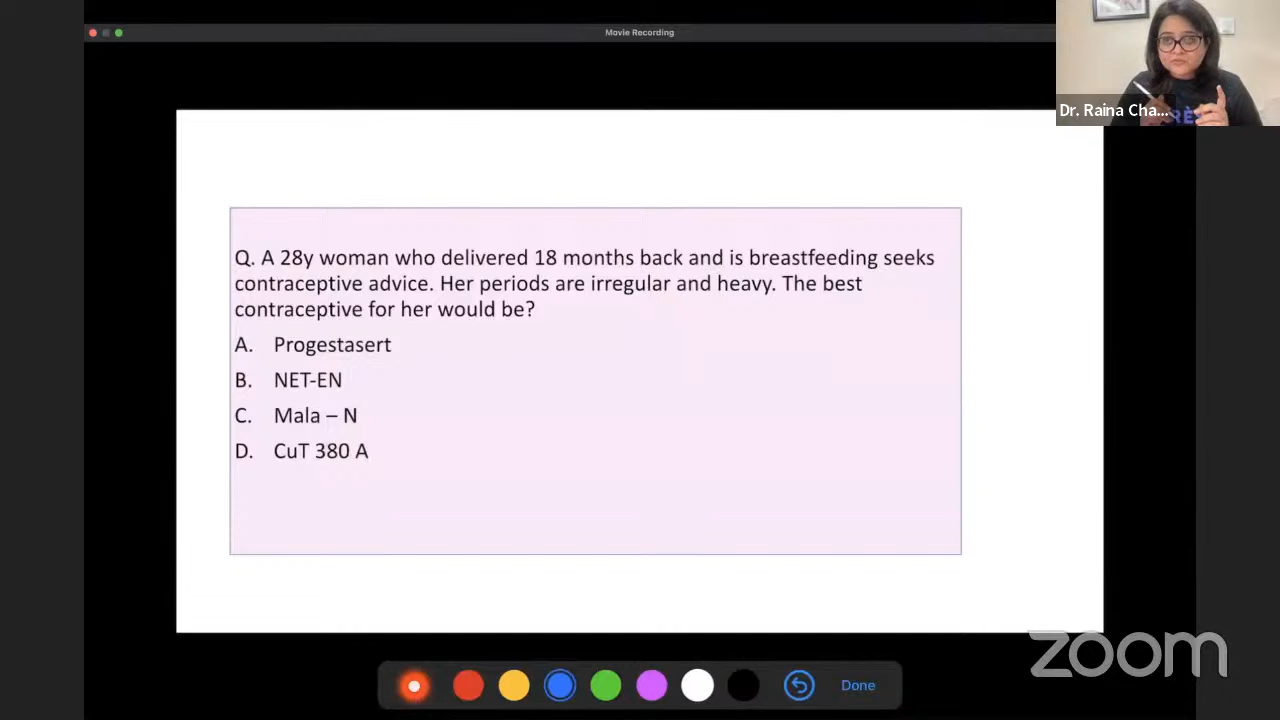 Movie Recording
Dr. Raina Cha...
Q. A 28y woman who delivered 18 months back and is breastfeeding seeks
contraceptive advice. Her periods are irregular and heavy. The best
contraceptive for her would be?
A. Progestasert
B. NET-EN
C. Mala – N
D. CuT 380 A
zoom
Done